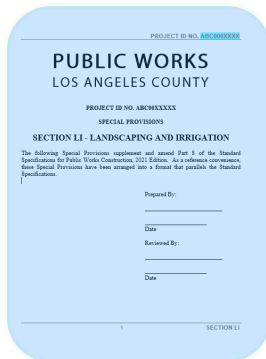 PROJECT ID NO. ABC000XXXX
PUBLIC WORKS
LOS ANGELES COUNTY
PROJECT ID NO. ABC00XXXXX
SPECIAL PROVISIONS
SECTION LI - LANDSCAPING AND IRRIGATION
The following Special Provisions supplement and amend Part 8 of the Standard
Specifications for Public Works Construction, 2021 Edition. As a reference convenience,
these Special Provisions have been arranged into a format that parallels the Standard
Specifications.
Prepared By:
Date
Reviewed By:
Date
1 SECTION LI